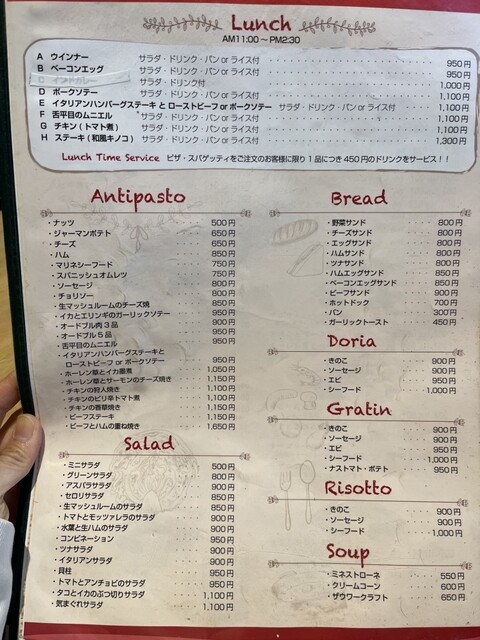 Lunch
AM11:00～PM2:30
A ウインナー サラダ・ドリンク・パン or ライス付 950円
B ベーコンエッグ サラダ・ドリンク・パン or ライス付 950円
C インドカレー サラダ・ドリンク付 1,000円
D ポークソテー サラダ・ドリンク・パン or ライス付 1,100円
E イタリアンハンバーグステーキ と ローストビーフ or ポークソテー サラダ・ドリンク・パン or ライス付 1,100円
F 舌平目のムニエル サラダ・ドリンク・パン or ライス付 1,100円
G チキン(トマト煮) サラダ・ドリンク・パン or ライス付 1,100円
H ステーキ(和風キノコ) サラダ・ドリンク・パン or ライス付 1,300円
Lunch Time Service ピザ・スパゲッティをご注文のお客様に限り1品につき450円のドリンクをサービス！！
Antipasto
・ナッツ 500円
・ジャーマンポテト 650円
・チーズ 650円
・ハム 850円
・マリネシーフード 750円
・スパニッシュオムレツ 750円
・ソーセージ 800円
・チョリソー 800円
・生マッシュルームのチーズ焼 850円
・イカとエリンギのガーリックソテー 950円
・オードブル肉3品 900円
・オードブル5品 950円
・舌平目のムニエル 950円
・イタリアンハンバーグステーキと
ローストビーフ or ポークソテー 950円
・ホーレン草とイカ銀煮 1,050円
・ホーレン草とサーモンのチーズ焼き 1,150円
・チキンの狩人焼き 1,100円
・チキンのピリ辛トマト煮 1,100円
・チキンの香草焼き 1,150円
・ビーフステーキ 1,150円
・ビーフとハムの重ね焼き 1,650円
Salad
・ミニサラダ 500円
・グリーンサラダ 800円
・アスパラサラダ 900円
・セロリサラダ 850円
・生マッシュルームのサラダ 850円
・トマトとモッツァレラのサラダ 900円
・水菜と生ハムのサラダ 900円
・コンビネーション 950円
・ツナサラダ 900円
・イタリアンサラダ 900円
・貝柱 950円
・トマトとアンチョビのサラダ 950円
・タコとイカのぶつ切りサラダ 1,100円
・気まぐれサラダ 1,100円
Bread
・野菜サンド 800円
・チーズサンド 800円
・エッグサンド 800円
・ハムサンド 800円
・ツナサンド 800円
・ハムエッグサンド 850円
・ベーコンエッグサンド 850円
・ビーフサンド 900円
・ホットドック 700円
・パン 300円
・ガーリックトースト 450円
Doria
・きのこ 900円
・ソーセージ 900円
・エビ 950円
・シーフード 1,000円
Gratin
・きのこ 900円
・ソーセージ 900円
・エビ 950円
・シーフード 1,000円
・ナストマト・ポテト 950円
Risotto
・きのこ 900円
・ソーセージ 900円
・シーフード 1,000円
Soup
・ミネストローネ 550円
・クリームコーン 600円
・ザウワークラフト 650円